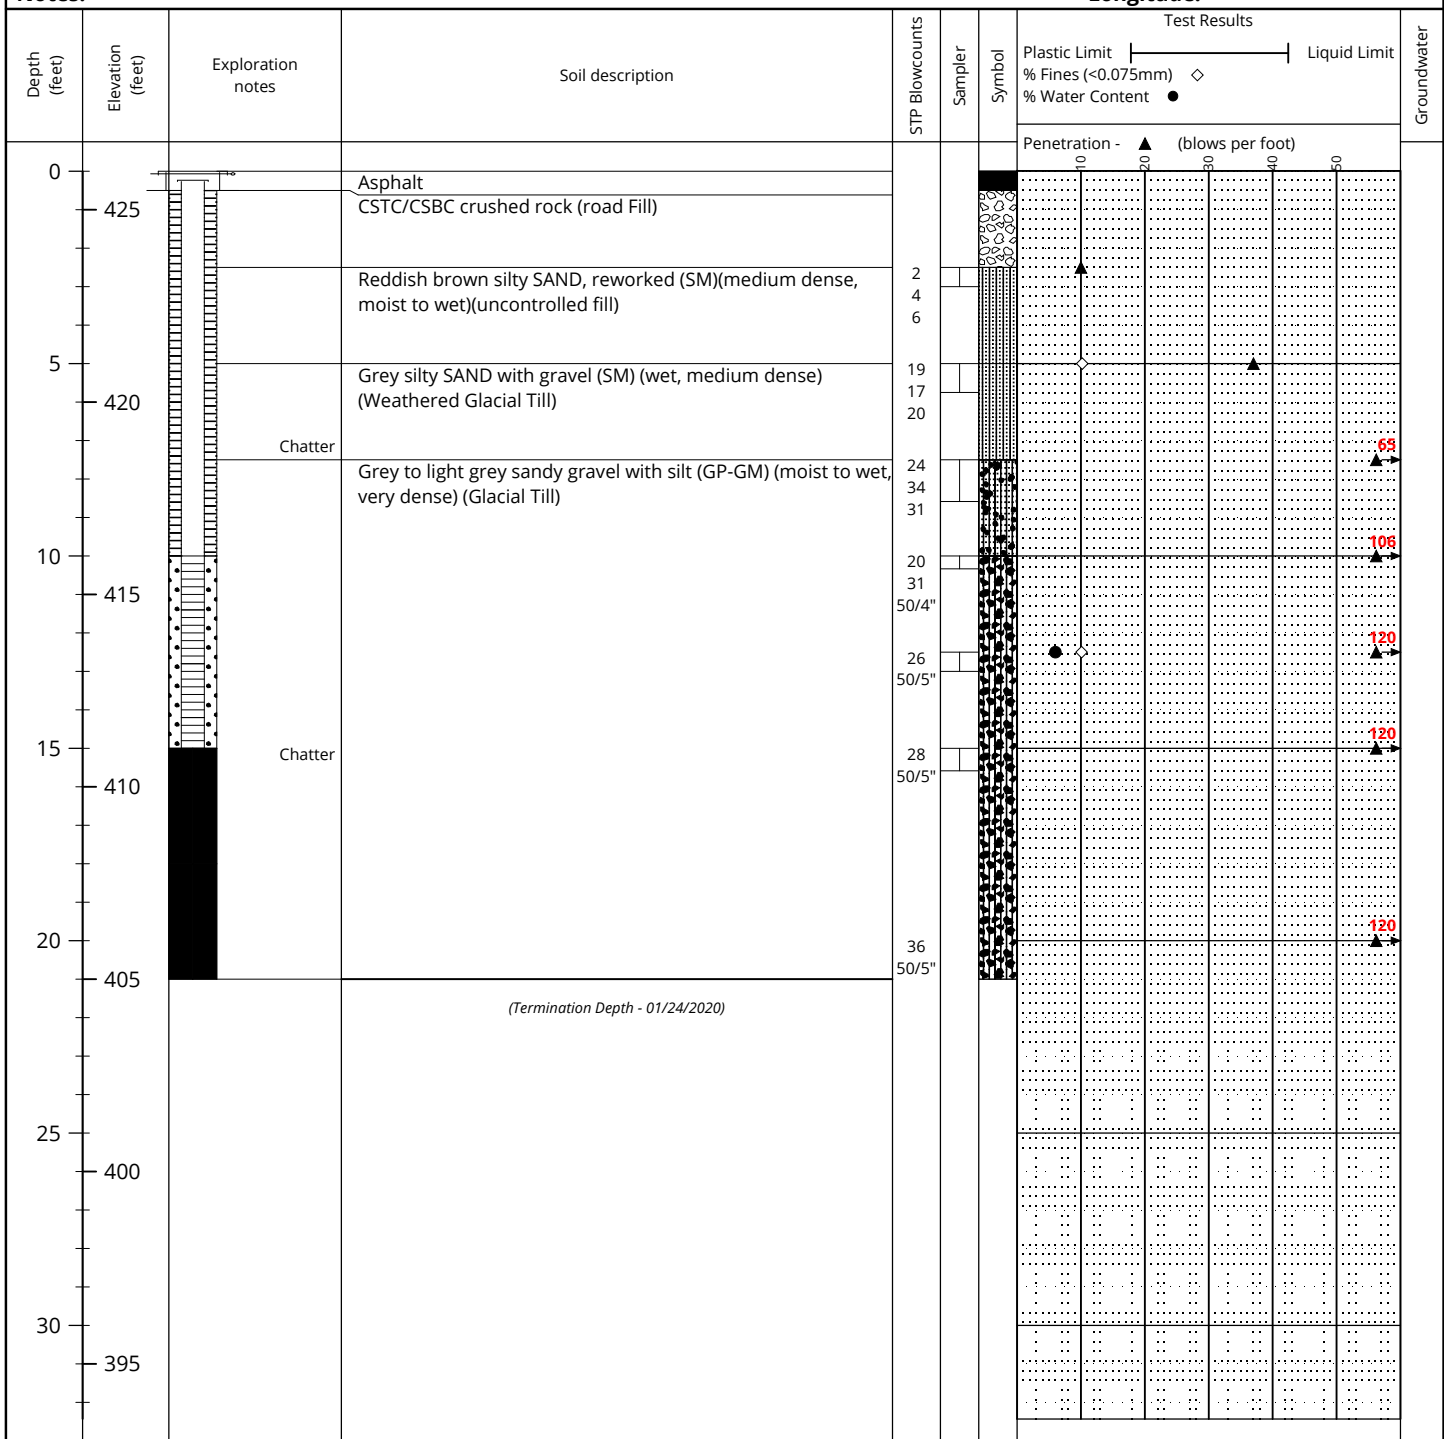 Test Results
Depth
(feet)
Elevation
(feet)
Exploration
notes
Soil description
STP Blowcounts
Sampler
Symbol
Plastic Limit
Liquid Limit
% Fines (<0.075mm)
% Water Content
Groundwater
Penetration -
(blows per foot)
10
20
30
40
50
0
Asphalt
425
CSTC/CSBC crushed rock (road Fill)
Reddish brown silty SAND, reworked (SM)(medium dense,
moist to wet)(uncontrolled fill)
2
4
6
5
Grey silty SAND with gravel (SM) (wet, medium dense)
(Weathered Glacial Till)
19
17
20
420
Chatter
65
Grey to light grey sandy gravel with silt (GP-GM) (moist to wet,
very dense) (Glacial Till)
24
34
31
106
10
20
31
50/4"
415
120
26
50/5"
120
15
Chatter
28
50/5"
410
120
20
36
50/5"
405
(Termination Depth - 01/24/2020)
25
400
30
395